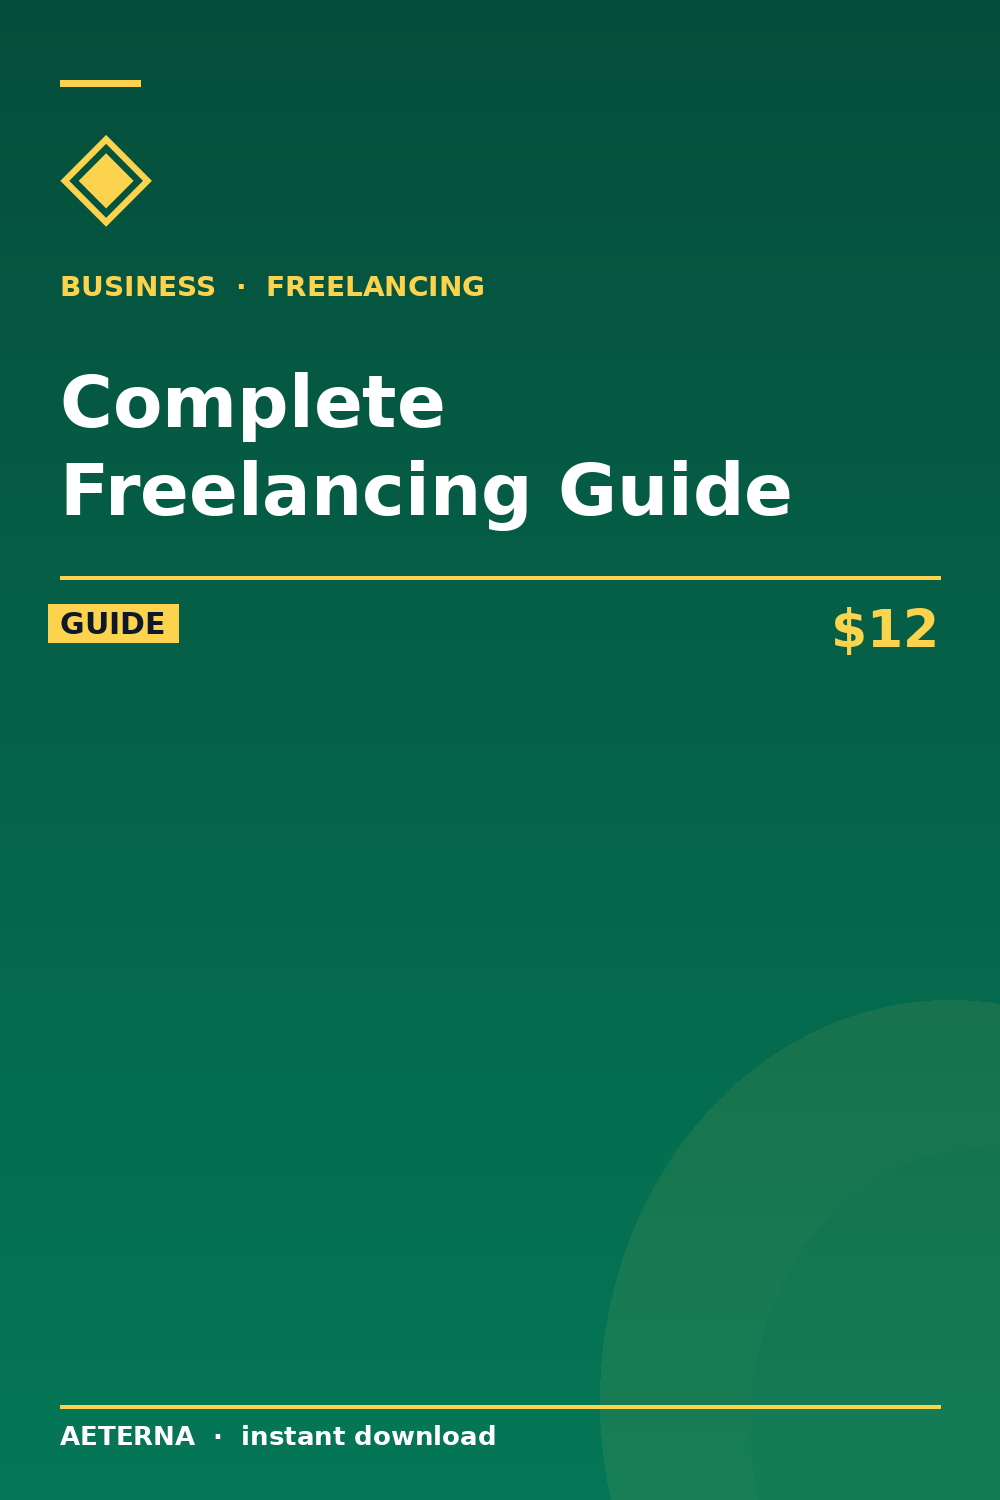 BUSINESS · FREELANCING
Complete
Freelancing Guide
GUIDE
$12
AETERNA · instant download